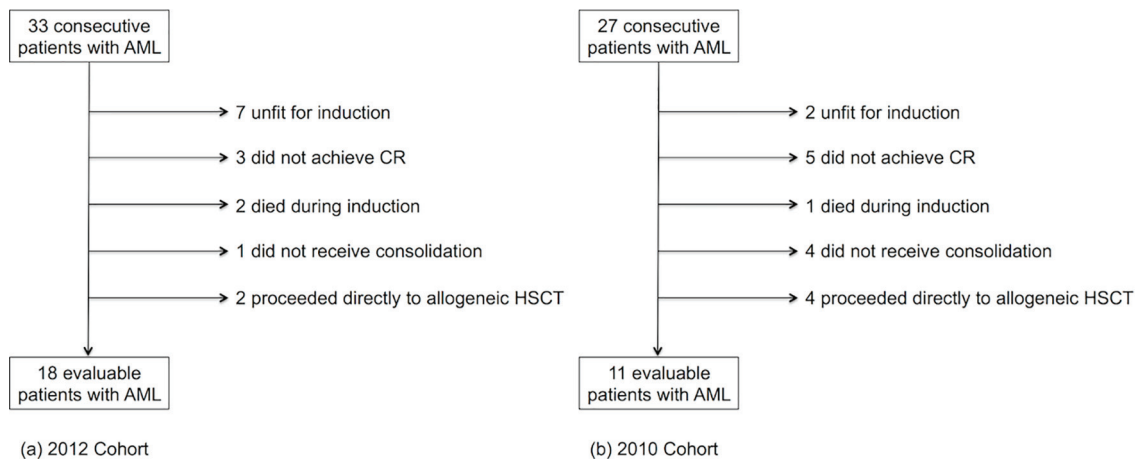 33 consecutive
patients with AML
7 unfit for induction
3 did not achieve CR
2 died during induction
1 did not receive consolidation
2 proceeded directly to allogeneic HSCT
18 evaluable
patients with AML
(a) 2012 Cohort
27 consecutive
patients with AML
2 unfit for induction
5 did not achieve CR
1 died during induction
4 did not receive consolidation
4 proceeded directly to allogeneic HSCT
11 evaluable
patients with AML
(b) 2010 Cohort